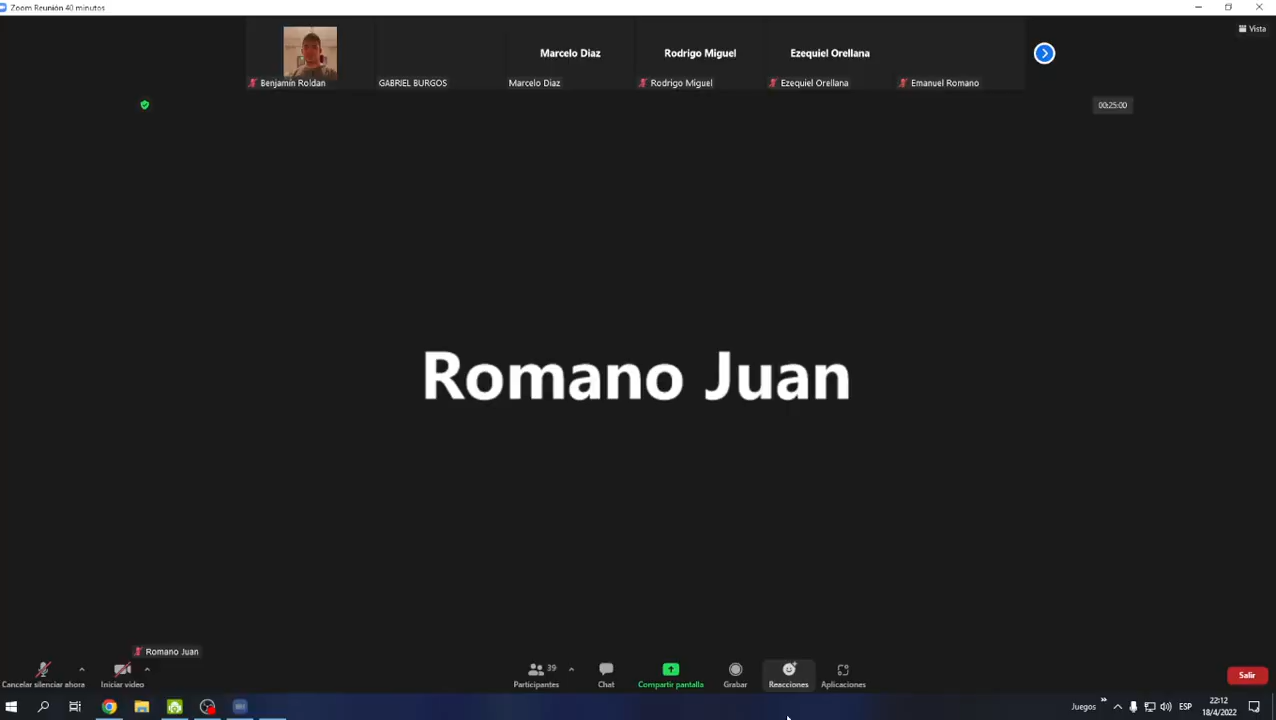 Zoom Reunión 40 minutos
Vista
Marcelo Diaz
Rodrigo Miguel
Ezequiel Orellana
Benjamin Roldan
GABRIEL BURGOS
Marcelo Diaz
Rodrigo Miguel
Ezequiel Orellana
Emanuel Romano
00:25:00
Romano Juan
Romano Juan
39
Cancelar silenciar ahora
Iniciar video
Participantes
Chat
Compartir pantalla
Grabar
Reacciones
Aplicaciones
Salir
Juegos
ESP
22:12
18/4/2022